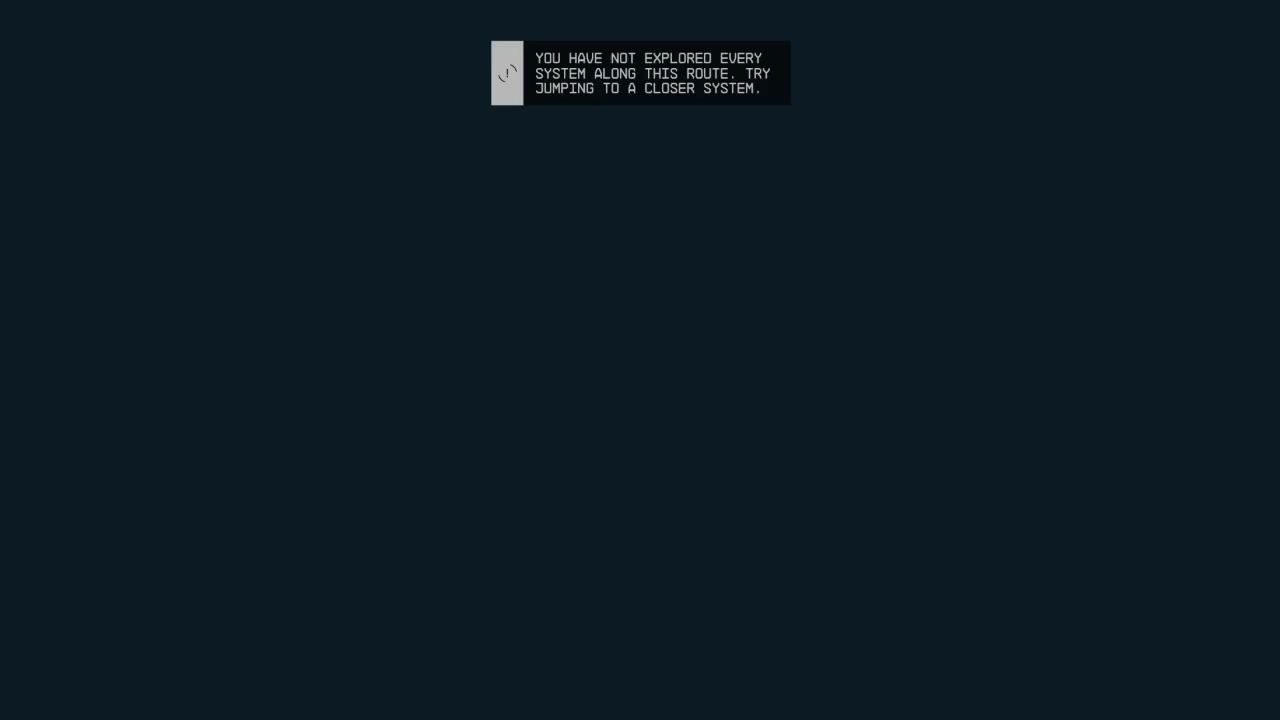 YOU HAVE NOT EXPLORED EVERY
SYSTEM ALONG THIS ROUTE. TRY
JUMPING TO A CLOSER SYSTEM.